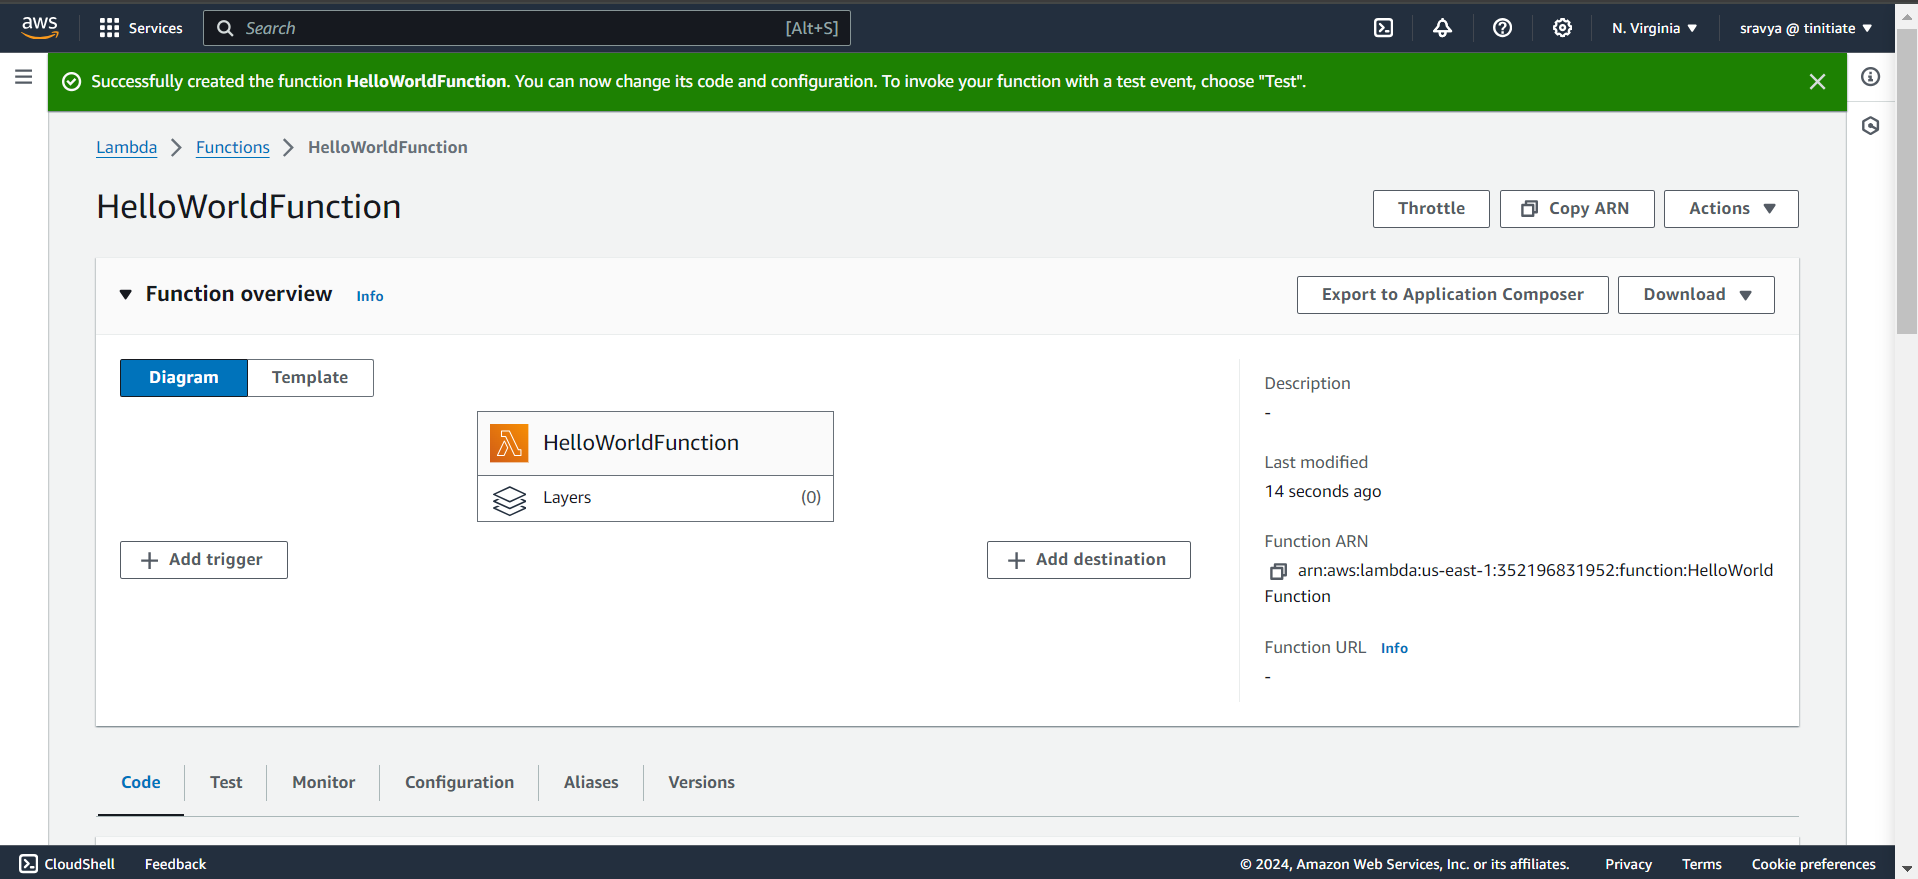 aws
Services
Search
[Alt+S]
N. Virginia
sravya @ tinitiate
Successfully created the function HelloWorldFunction. You can now change its code and configuration. To invoke your function with a test event, choose "Test".
Lambda
Functions
HelloWorldFunction
HelloWorldFunction
Throttle
Copy ARN
Actions
Function overview
Info
Export to Application Composer
Download
Diagram
Template
HelloWorldFunction
Layers
(0)
Add trigger
Add destination
Description
-
Last modified
14 seconds ago
Function ARN
arn:aws:lambda:us-east-1:352196831952:function:HelloWorld
Function
Function URL
Info
-
Code
Test
Monitor
Configuration
Aliases
Versions
CloudShell
Feedback
© 2024, Amazon Web Services, Inc. or its affiliates.
Privacy
Terms
Cookie preferences